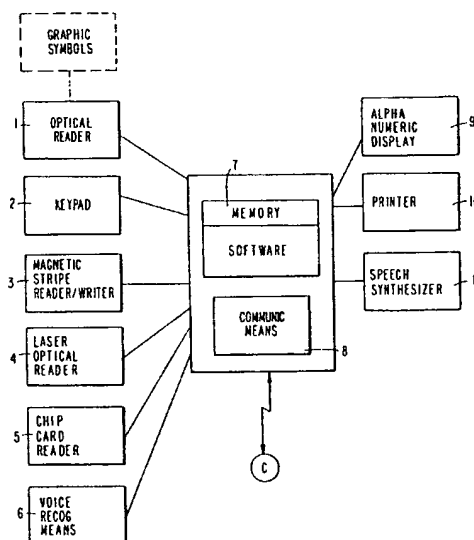 GRAPHIC
SYMBOLS
1
OPTICAL
READER
2
KEYPAD
3
MAGNETIC
STRIPE
READER/WRITER
4
LASER
OPTICAL
READER
5
CHIP
CARD
READER
6
VOICE
RECOG
MEANS
7
MEMORY
SOFTWARE
COMMUNIC
MEANS
8
C
ALPHA
NUMERIC
DISPLAY
9
PRINTER
SPEECH
SYNTHESIZER